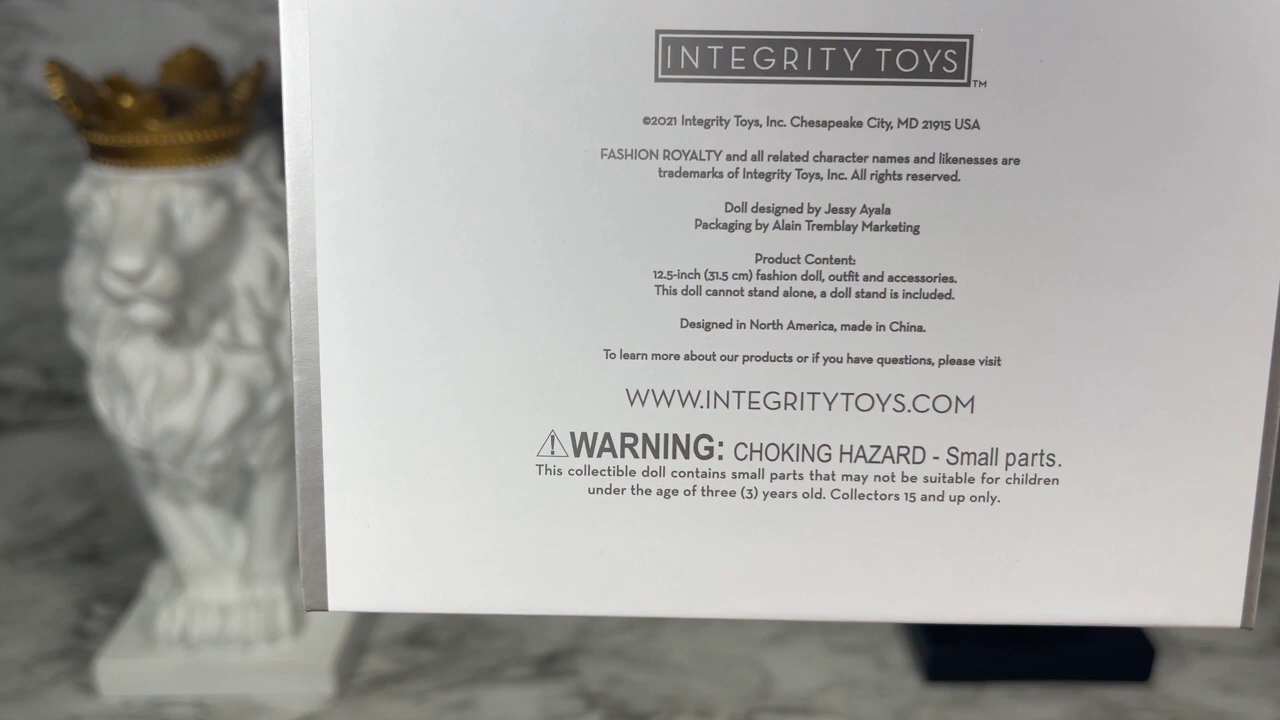 INTEGRITY TOYS
™
©2021 Integrity Toys, Inc. Chesapeake City, MD 21915 USA
FASHION ROYALTY and all related character names and likenesses are
trademarks of Integrity Toys, Inc. All rights reserved.
Doll designed by Jessy Ayala
Packaging by Alain Tremblay Marketing
Product Content:
12.5-inch (31.5 cm) fashion doll, outfit and accessories.
This doll cannot stand alone, a doll stand is included.
Designed in North America, made in China.
To learn more about our products or if you have questions, please visit
WWW.INTEGRITYTOYS.COM
⚠WARNING: CHOKING HAZARD - Small parts.
This collectible doll contains small parts that may not be suitable for children
under the age of three (3) years old. Collectors 15 and up only.